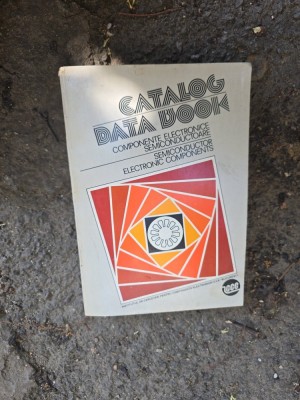 CATALOG
DATA BOOK
COMPONENTE ELECTRONICE
SEMICONDUCTOARE
SEMICONDUCTOR
ELECTRONIC COMPONENTS